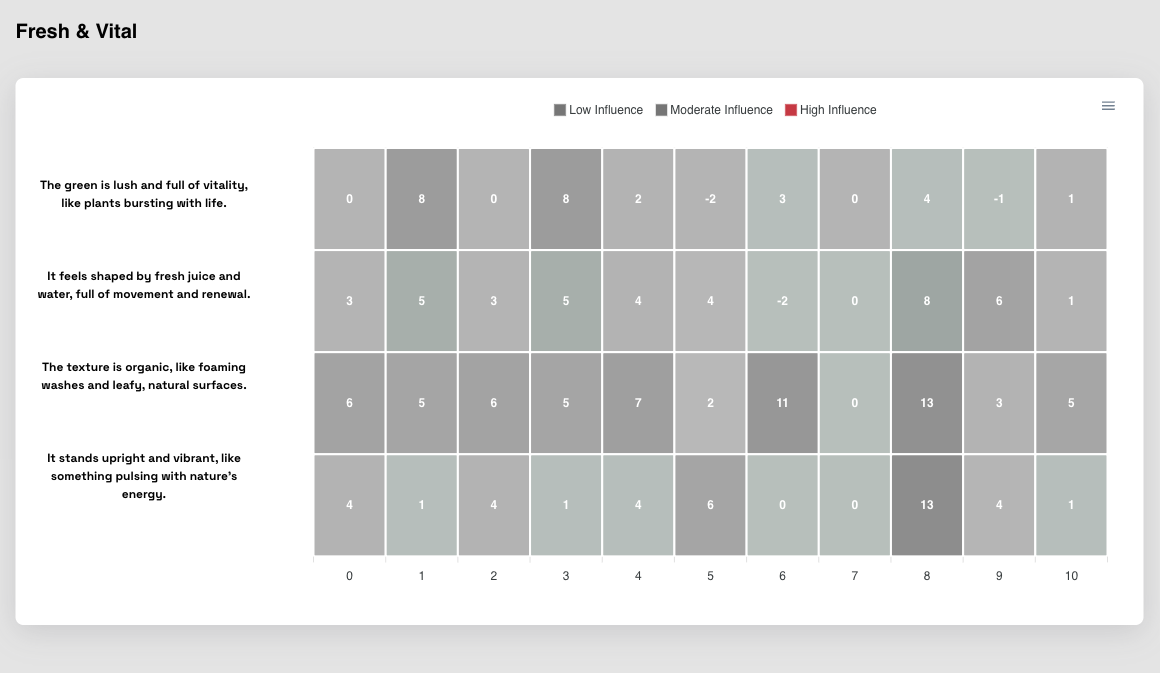 Fresh & Vital
Low Influence Moderate Influence High Influence
The green is lush and full of vitality,
like plants bursting with life.
0 8 0 8 2 -2 3 0 4 -1 1
It feels shaped by fresh juice and
water, full of movement and renewal.
3 5 3 5 4 4 -2 0 8 6 1
The texture is organic, like foaming
washes and leafy, natural surfaces.
6 5 6 5 7 2 11 0 13 3 5
It stands upright and vibrant, like
something pulsing with nature's
energy.
4 1 4 1 4 6 0 0 13 4 1
0 1 2 3 4 5 6 7 8 9 10